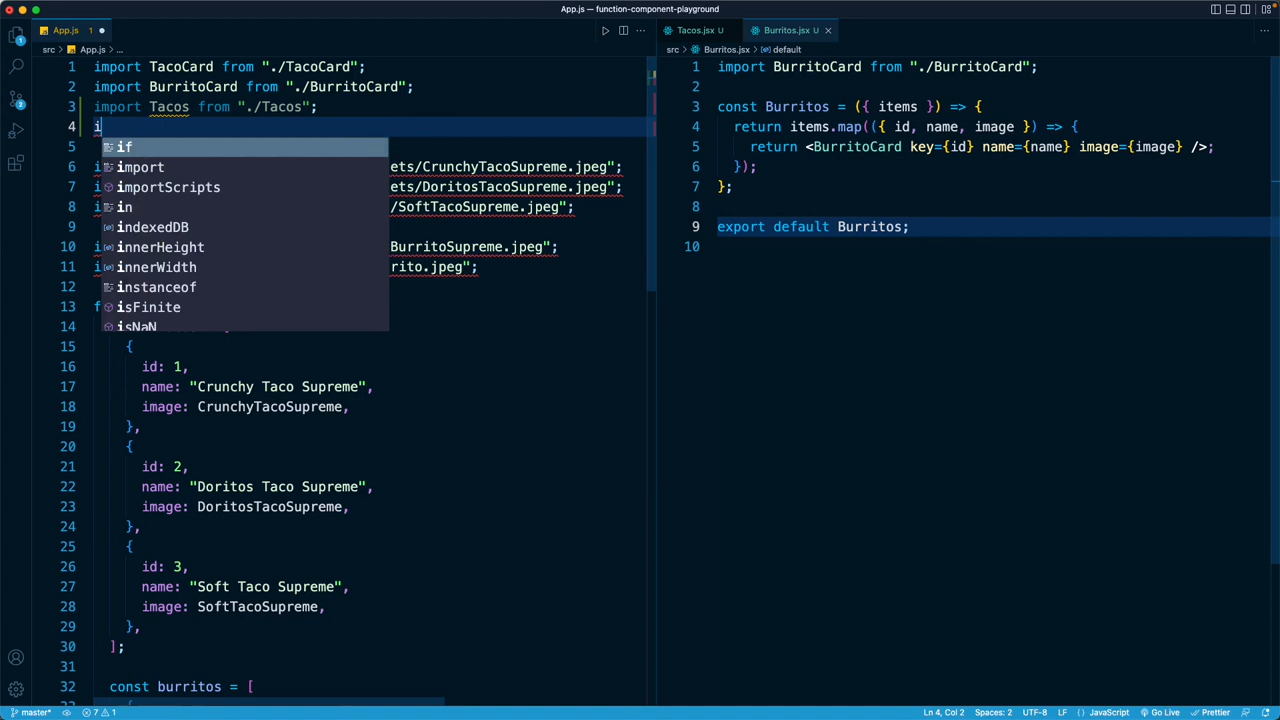 App.js — function-component-playground
App.js 1
Tacos.jsx U
Burritos.jsx U
src > App.js > ...
src > Burritos.jsx > default
1 import TacoCard from "./TacoCard";
2 import BurritoCard from "./BurritoCard";
3 import Tacos from "./Tacos";
4 i
if
5
import
6 i ets/CrunchyTacoSupreme.jpeg";
importScripts
7 i ets/DoritosTacoSupreme.jpeg";
in
8 i /SoftTacoSupreme.jpeg";
indexedDB
9
innerHeight
10 i BurritoSupreme.jpeg";
innerWidth
11 i rito.jpeg";
instanceof
12
isFinite
13 f
isNaN
14 [
15 {
16 id: 1,
17 name: "Crunchy Taco Supreme",
18 image: CrunchyTacoSupreme,
19 },
20 {
21 id: 2,
22 name: "Doritos Taco Supreme",
23 image: DoritosTacoSupreme,
24 },
25 {
26 id: 3,
27 name: "Soft Taco Supreme",
28 image: SoftTacoSupreme,
29 },
30 ];
31
32 const burritos = [
33 {
1 import BurritoCard from "./BurritoCard";
2
3 const Burritos = ({ items }) => {
4 return items.map(({ id, name, image }) => {
5 return <BurritoCard key={id} name={name} image={image} />;
6 });
7 };
8
9 export default Burritos;
10
1
2
master* 7 1
Ln 4, Col 2 Spaces: 2 UTF-8 LF { } JavaScript Go Live Prettier